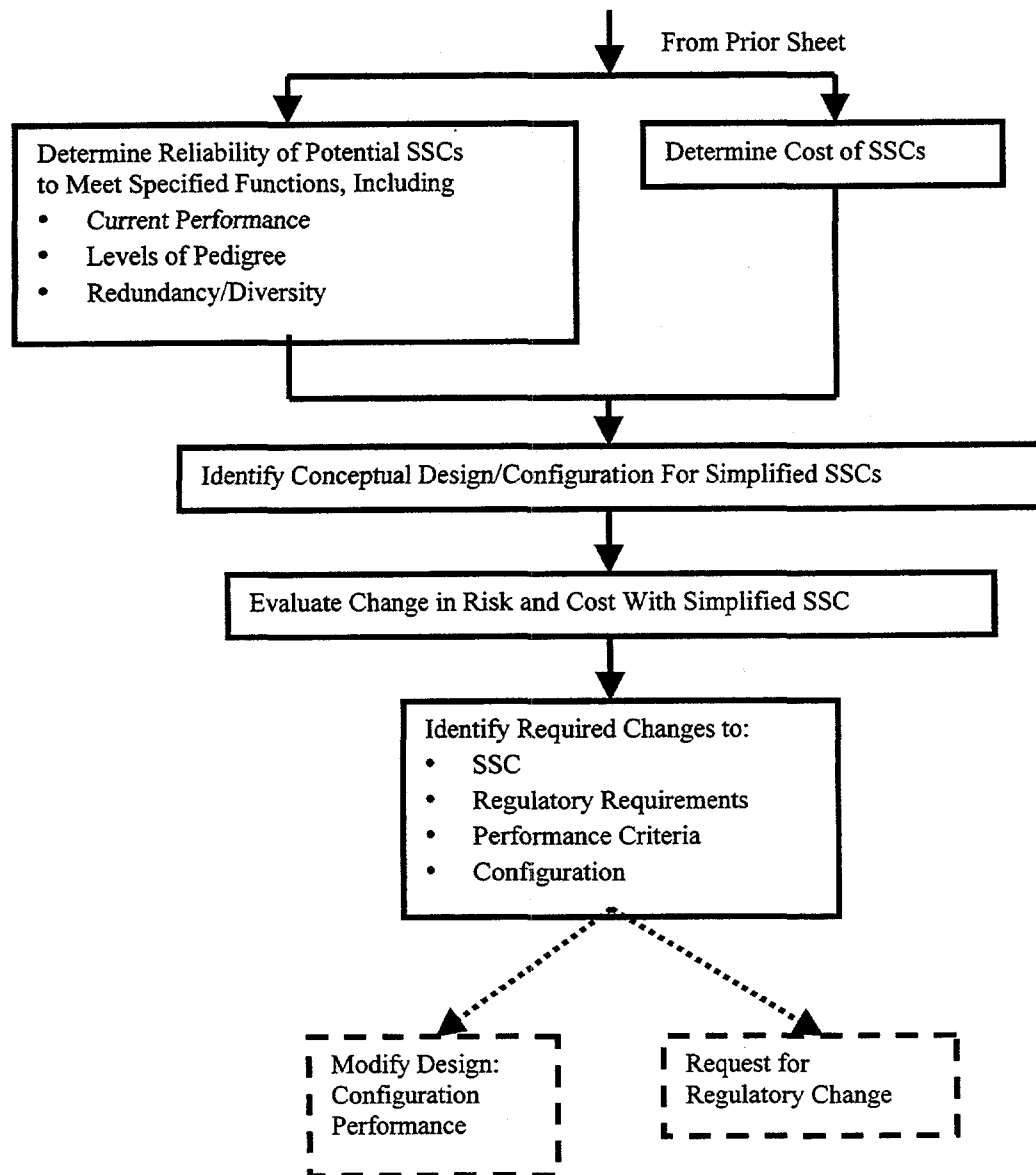 From Prior Sheet
Determine Reliability of Potential SSCs
to Meet Specified Functions, Including
• Current Performance
• Levels of Pedigree
• Redundancy/Diversity
Determine Cost of SSCs
Identify Conceptual Design/Configuration For Simplified SSCs
Evaluate Change in Risk and Cost With Simplified SSC
Identify Required Changes to:
• SSC
• Regulatory Requirements
• Performance Criteria
• Configuration
Modify Design:
Configuration
Performance
Request for
Regulatory Change